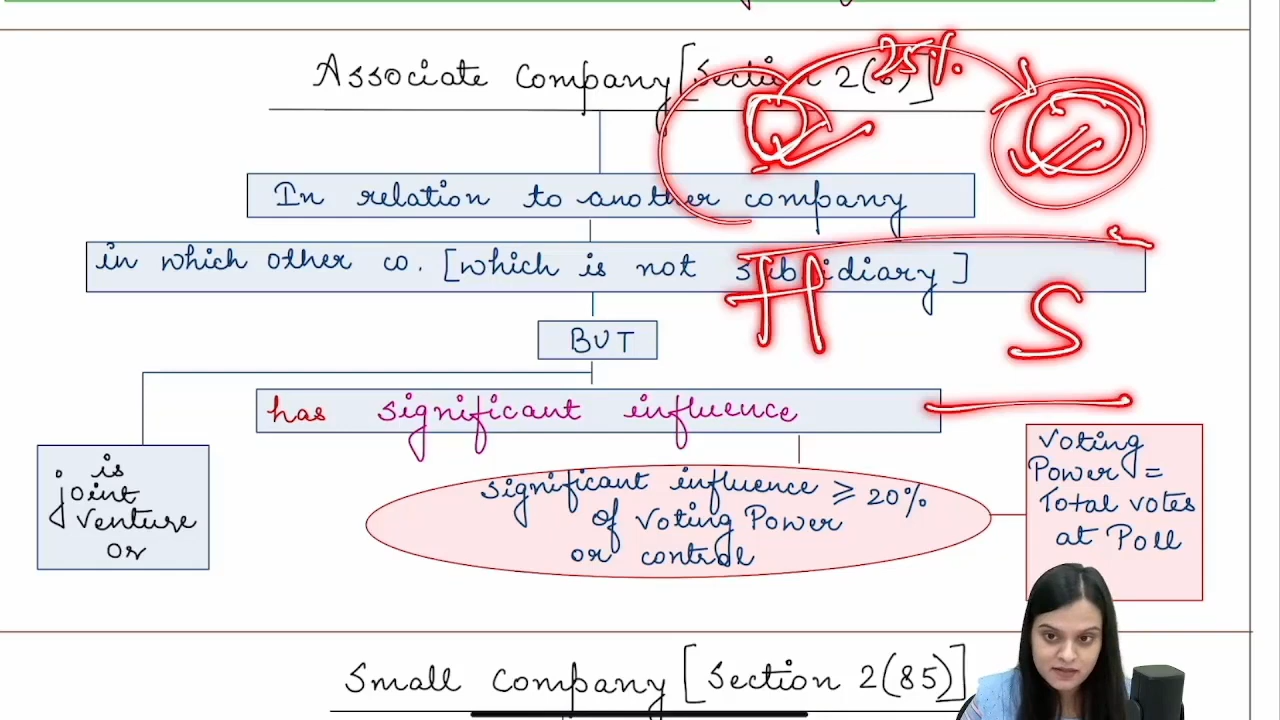 Associate Company [Section 2(6)]
25%
In relation to another company
in which other co. [which is not subsidiary]
H S
BUT
has significant influence
is
joint
venture
or
significant influence ≥ 20%
of Voting Power
or control
Voting
Power =
Total votes
at Poll
Small Company [Section 2(85)]